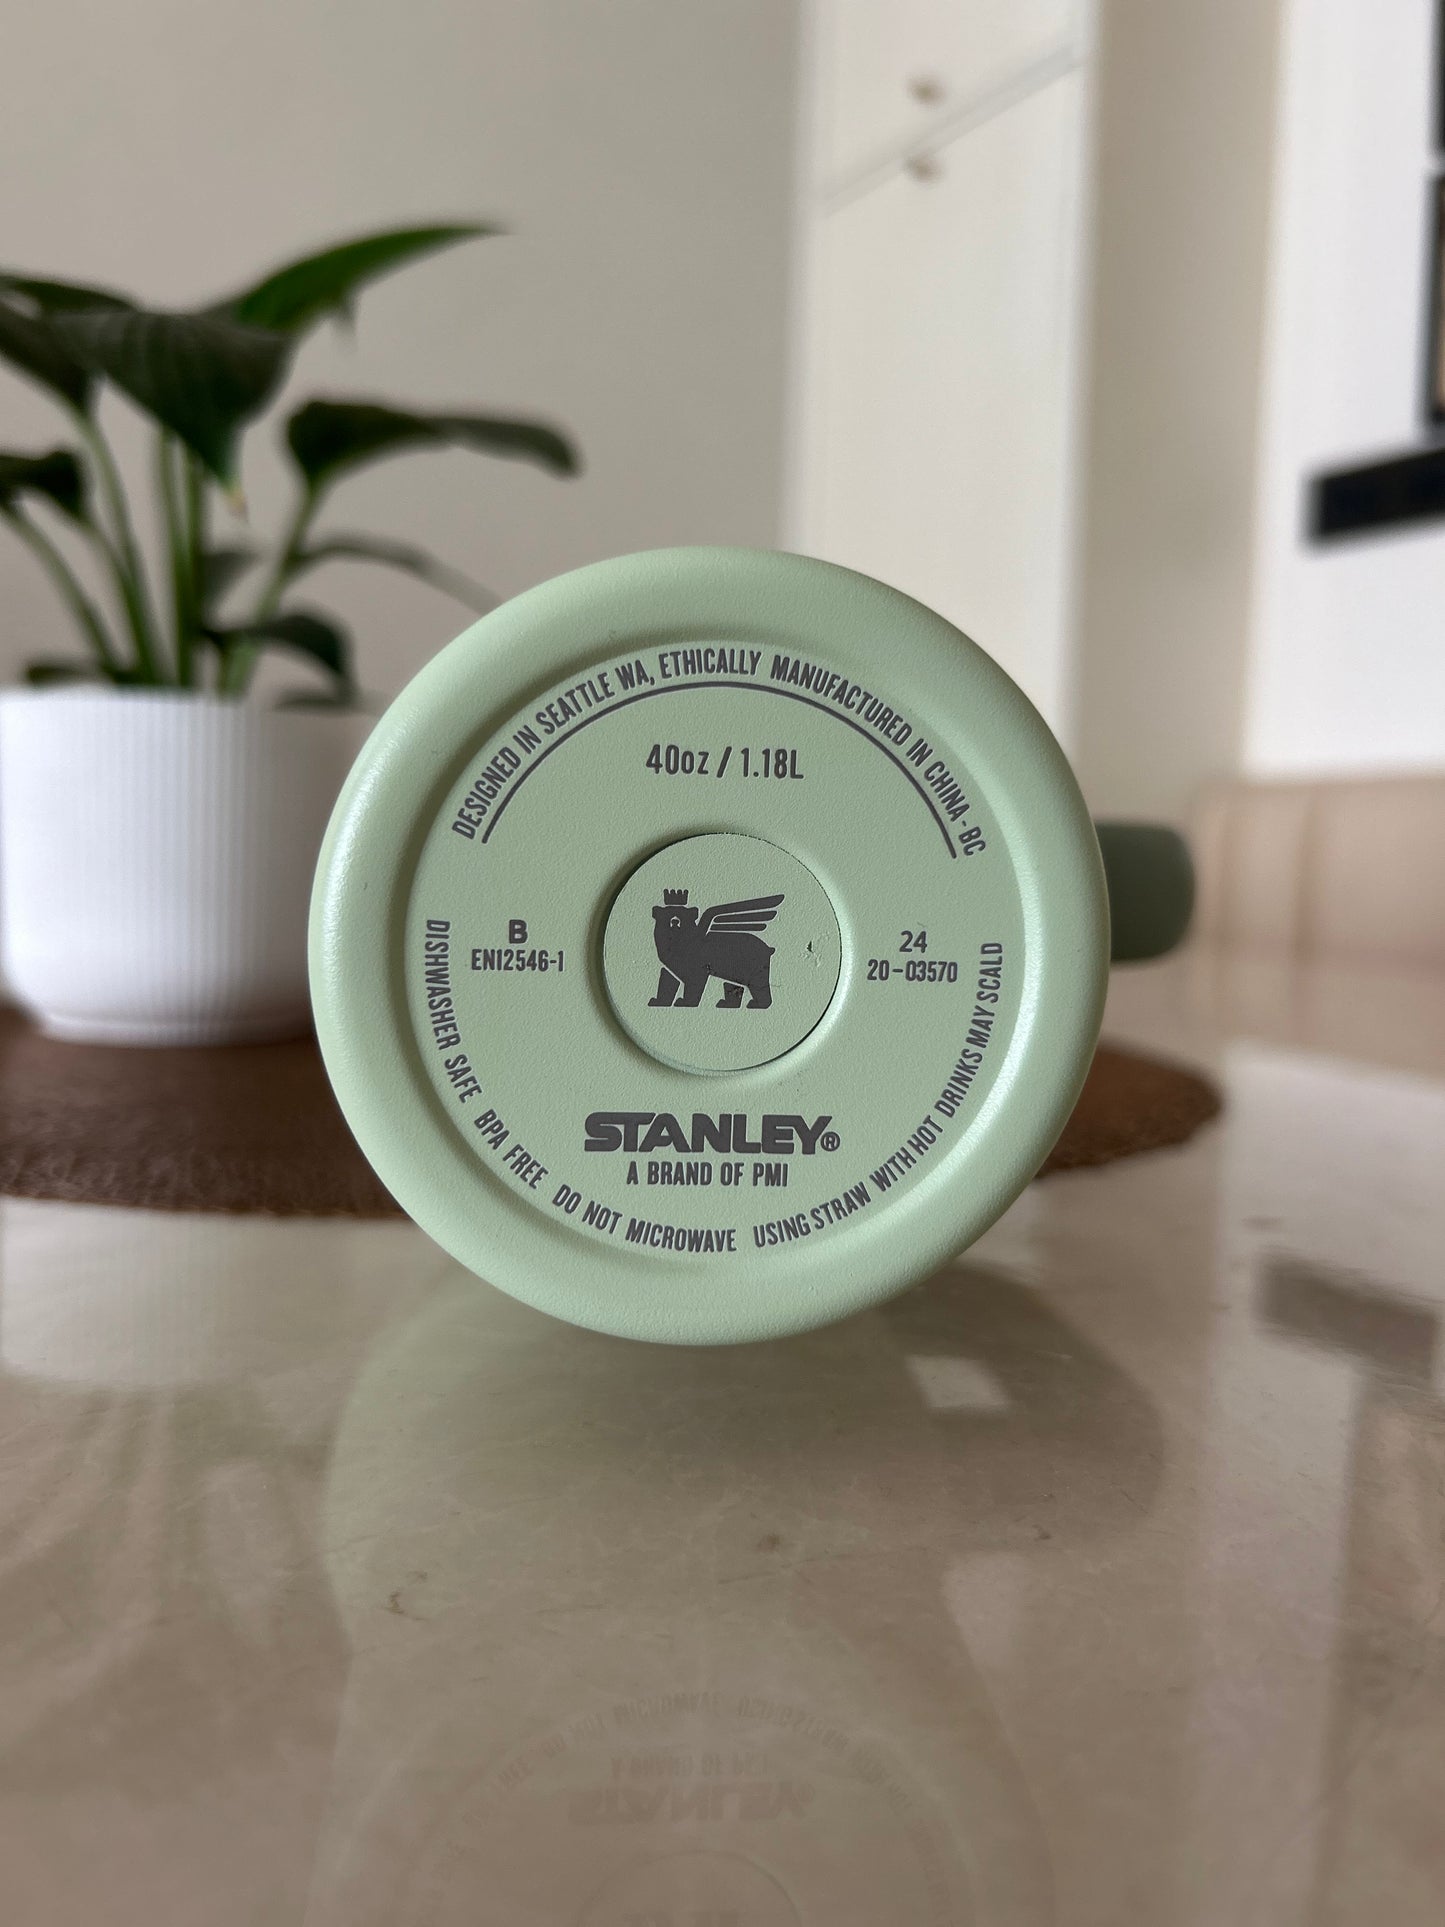 DESIGNED IN SEATTLE WA, ETHICALLY MANUFACTURED IN CHINA - BC
40oz / 1.18L
B
EN12546-1
24
20-03570
STANLEY®
A BRAND OF PMI
DISHWASHER SAFE BPA FREE DO NOT MICROWAVE USING STRAW WITH HOT DRINKS MAY SCALD